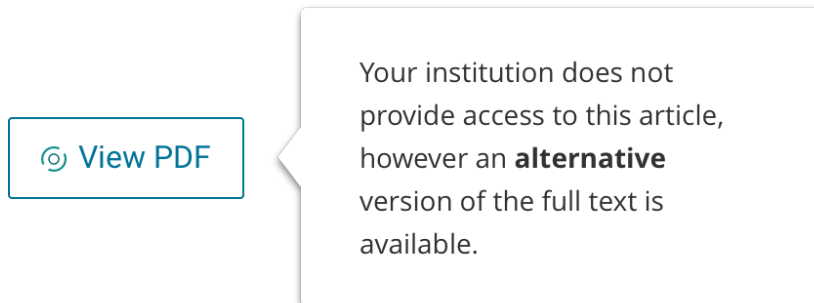 View PDF
Your institution does not
provide access to this article,
however an alternative
version of the full text is
available.